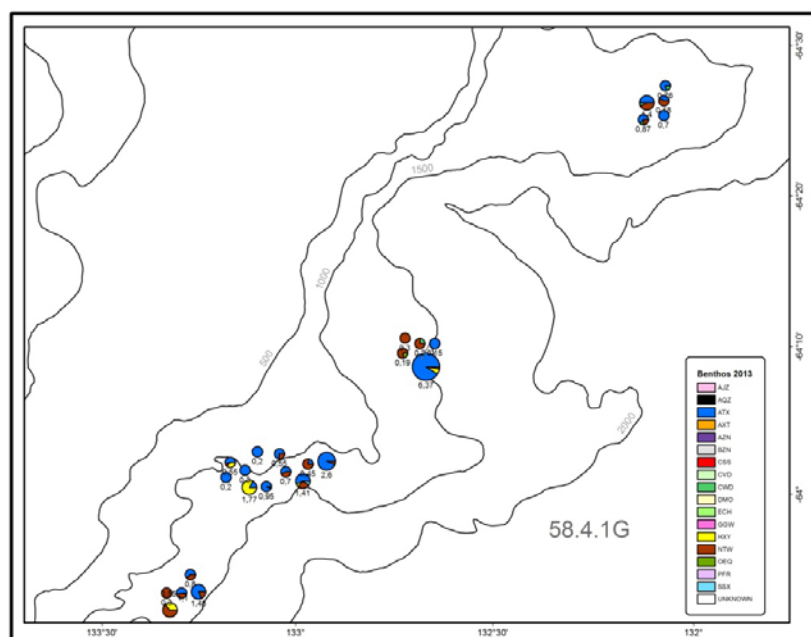 -64°30'
0,7
0,87
1500
-64°20'
1000
-64°10'
0,19
6,37
500
Benthos 2013
AJZ
AQZ
ATX
AXT
AZN
BZN
CSS
CVD
CWD
DMO
ECH
GGW
HXY
NTW
OEQ
PFR
SSX
UNKNOWN
2000
0,2
0,2
0,7
2,6
1,77
0,95
1,41
-64°
58.4.1G
133°30'
133°
132°30'
132°